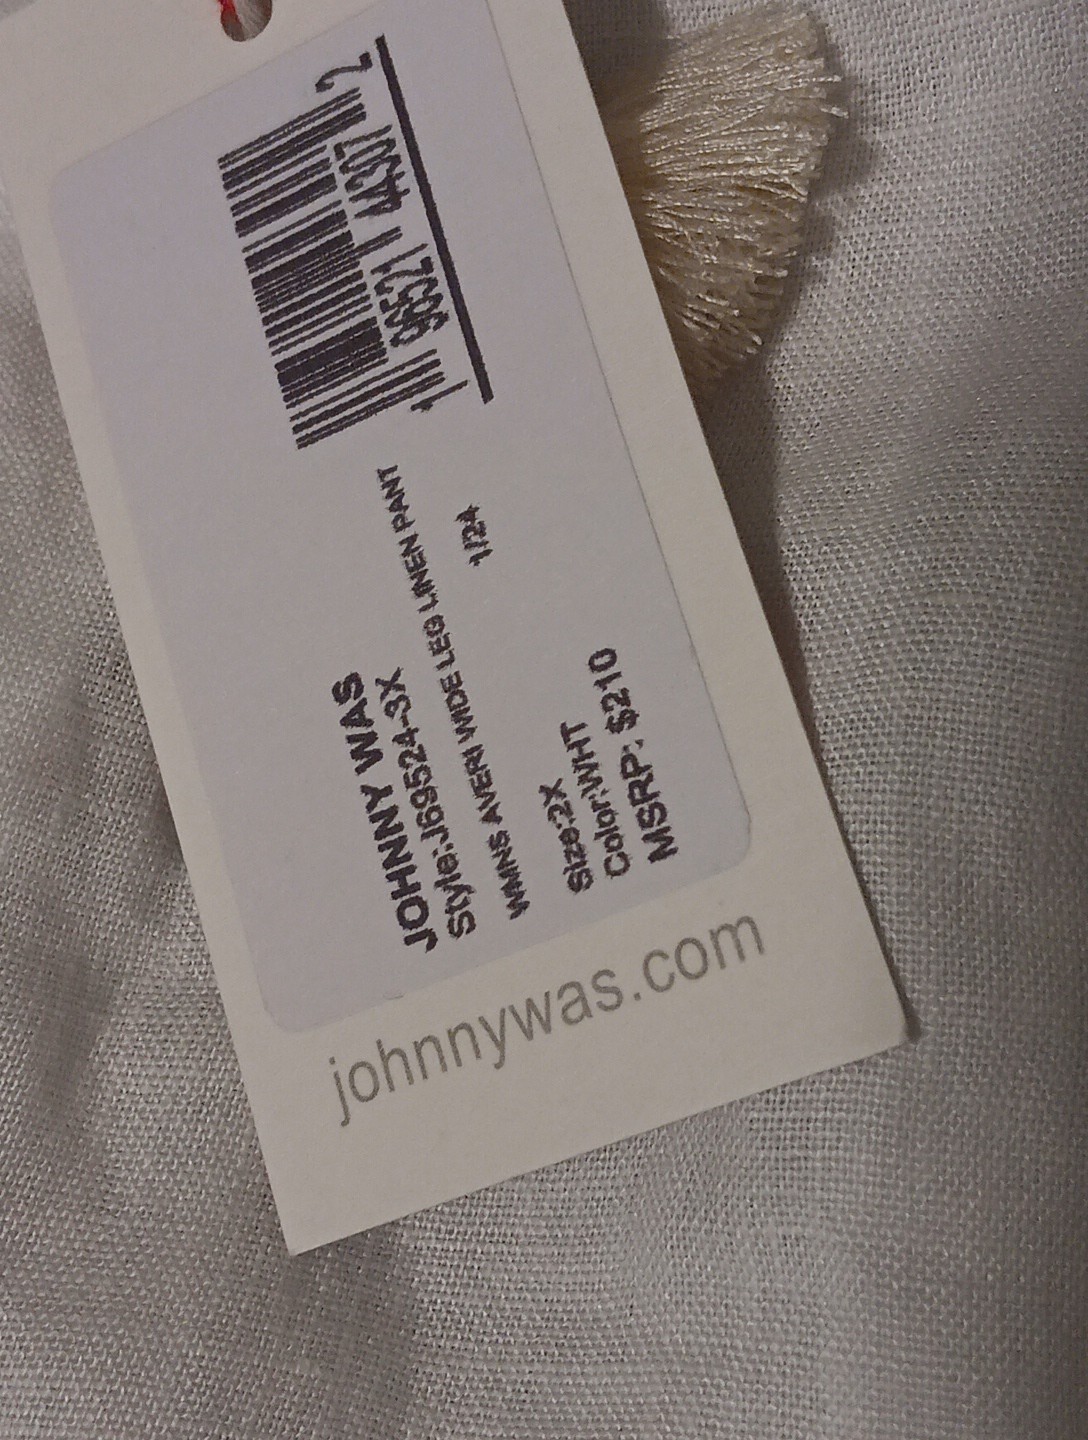 JOHNNY WAS
Style:J69524-3X
WMNS AVERI WIDE LEG LINEN PANT
1/24
Size:2X
Color:WHT
MSRP: $210
johnnywas.com